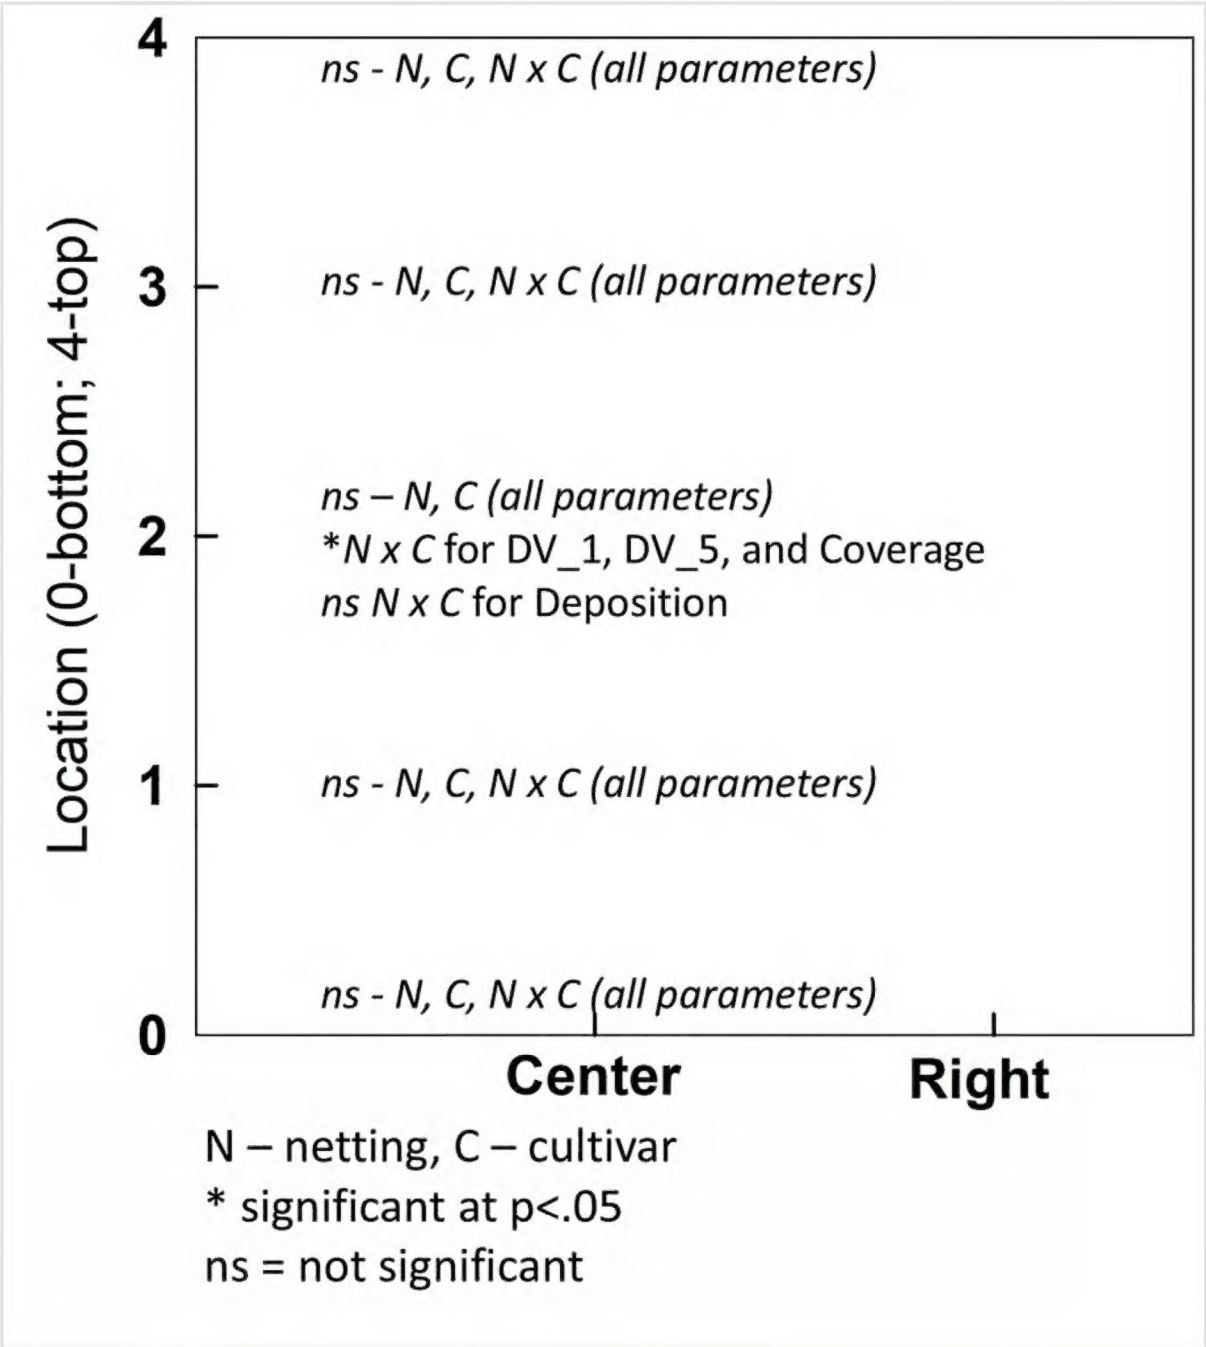 4
ns - N, C, N x C (all parameters)
3
ns - N, C, N x C (all parameters)
Location (0-bottom; 4-top)
ns – N, C (all parameters)
2
*N x C for DV_1, DV_5, and Coverage
ns N x C for Deposition
1
ns - N, C, N x C (all parameters)
ns - N, C, N x C (all parameters)
0
Center Right
N – netting, C – cultivar
* significant at p<.05
ns = not significant